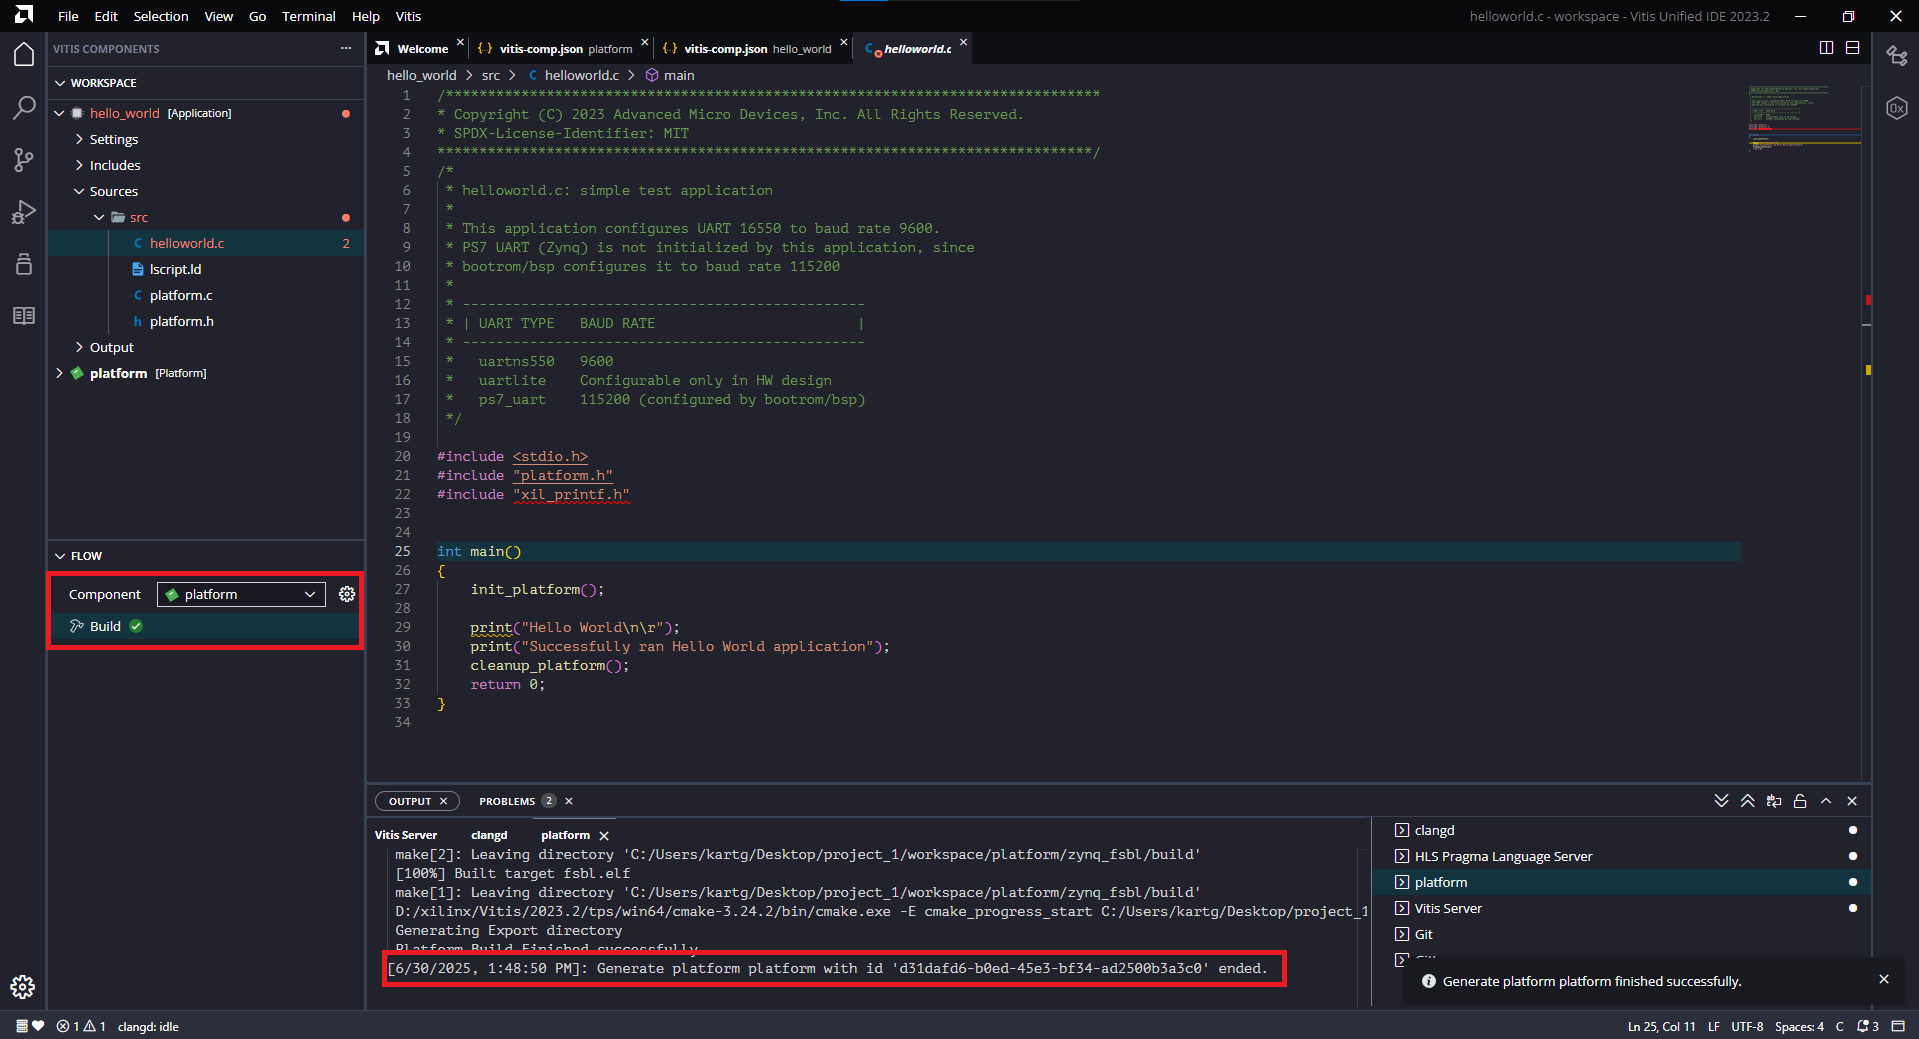 File Edit Selection View Go Terminal Help Vitis
helloworld.c - workspace - Vitis Unified IDE 2023.2
VITIS COMPONENTS
WORKSPACE
hello_world [Application]
Settings
Includes
Sources
src
helloworld.c 2
lscript.ld
platform.c
platform.h
Output
platform [Platform]
FLOW
Component platform
Build
Welcome
vitis-comp.json platform
vitis-comp.json hello_world
helloworld.c
hello_world > src > C helloworld.c > main
1 /******************************************************************************
2 * Copyright (C) 2023 Advanced Micro Devices, Inc. All Rights Reserved.
3 * SPDX-License-Identifier: MIT
4 ******************************************************************************/
5 /*
6 * helloworld.c: simple test application
7 *
8 * This application configures UART 16550 to baud rate 9600.
9 * PS7 UART (Zynq) is not initialized by this application, since
10 * bootrom/bsp configures it to baud rate 115200
11 *
12 * ------------------------------------------------
13 * | UART TYPE   BAUD RATE                        |
14 * ------------------------------------------------
15 *   uartns550   9600
16 *   uartlite    Configurable only in HW design
17 *   ps7_uart    115200 (configured by bootrom/bsp)
18 */
19
20 #include <stdio.h>
21 #include "platform.h"
22 #include "xil_printf.h"
23
24
25 int main()
26 {
27     init_platform();
28
29     print("Hello World\n\r");
30     print("Successfully ran Hello World application");
31     cleanup_platform();
32     return 0;
33 }
34
OUTPUT
PROBLEMS 2
Vitis Server clangd platform
make[2]: Leaving directory 'C:/Users/kartg/Desktop/project_1/workspace/platform/zynq_fsbl/build'
[100%] Built target fsbl.elf
make[1]: Leaving directory 'C:/Users/kartg/Desktop/project_1/workspace/platform/zynq_fsbl/build'
D:/xilinx/Vitis/2023.2/tps/win64/cmake-3.24.2/bin/cmake.exe -E cmake_progress_start C:/Users/kartg/Desktop/project_1
Generating Export directory
Platform Build Finished successfully
[6/30/2025, 1:48:50 PM]: Generate platform platform with id 'd31dafd6-b0ed-45e3-bf34-ad2500b3a3c0' ended.
clangd
HLS Pragma Language Server
platform
Vitis Server
Git
Generate platform platform finished successfully.
1 1 clangd: idle
Ln 25, Col 11 LF UTF-8 Spaces: 4 C 3